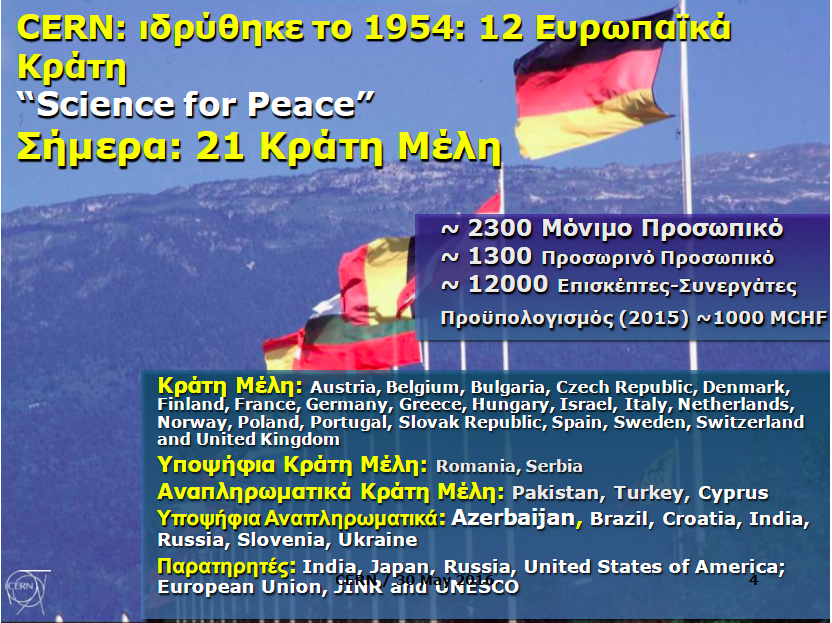 CERN: ιδρύθηκε το 1954: 12 Ευρωπαϊκά
Κράτη
“Science for Peace”
Σήμερα: 21 Κράτη Μέλη
~ 2300 Μόνιμο Προσωπικό
~ 1300 Προσωρινό Προσωπικό
~ 12000 Επισκέπτες-Συνεργάτες
Προϋπολογισμός (2015) ~1000 MCHF
Κράτη Μέλη: Austria, Belgium, Bulgaria, Czech Republic, Denmark,
Finland, France, Germany, Greece, Hungary, Israel, Italy, Netherlands,
Norway, Poland, Portugal, Slovak Republic, Spain, Sweden, Switzerland
and United Kingdom
Υποψήφια Κράτη Μέλη: Romania, Serbia
Αναπληρωματικά Κράτη Μέλη: Pakistan, Turkey, Cyprus
Υποψήφια Αναπληρωματικά: Azerbaijan, Brazil, Croatia, India,
Russia, Slovenia, Ukraine
Παρατηρητές: India, Japan, Russia, United States of America;
European Union, JINR and UNESCO
CERN / 30 May 2016
4
CERN